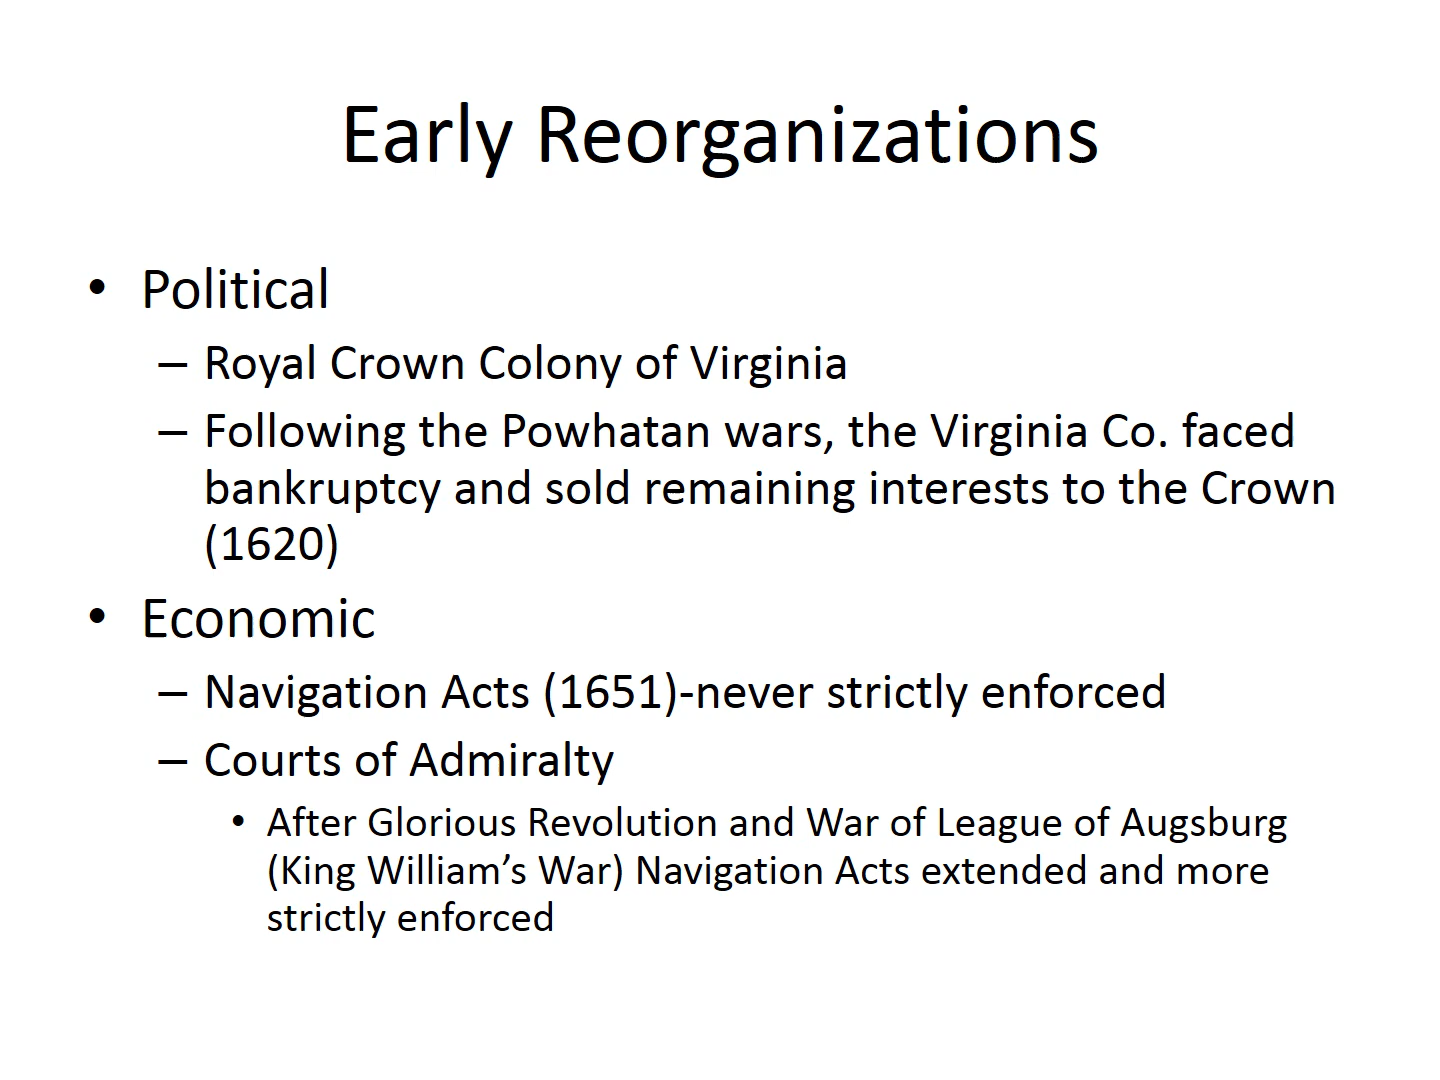 Early Reorganizations
• Political
– Royal Crown Colony of Virginia
– Following the Powhatan wars, the Virginia Co. faced
bankruptcy and sold remaining interests to the Crown
(1620)
• Economic
– Navigation Acts (1651)-never strictly enforced
– Courts of Admiralty
• After Glorious Revolution and War of League of Augsburg
(King William’s War) Navigation Acts extended and more
strictly enforced